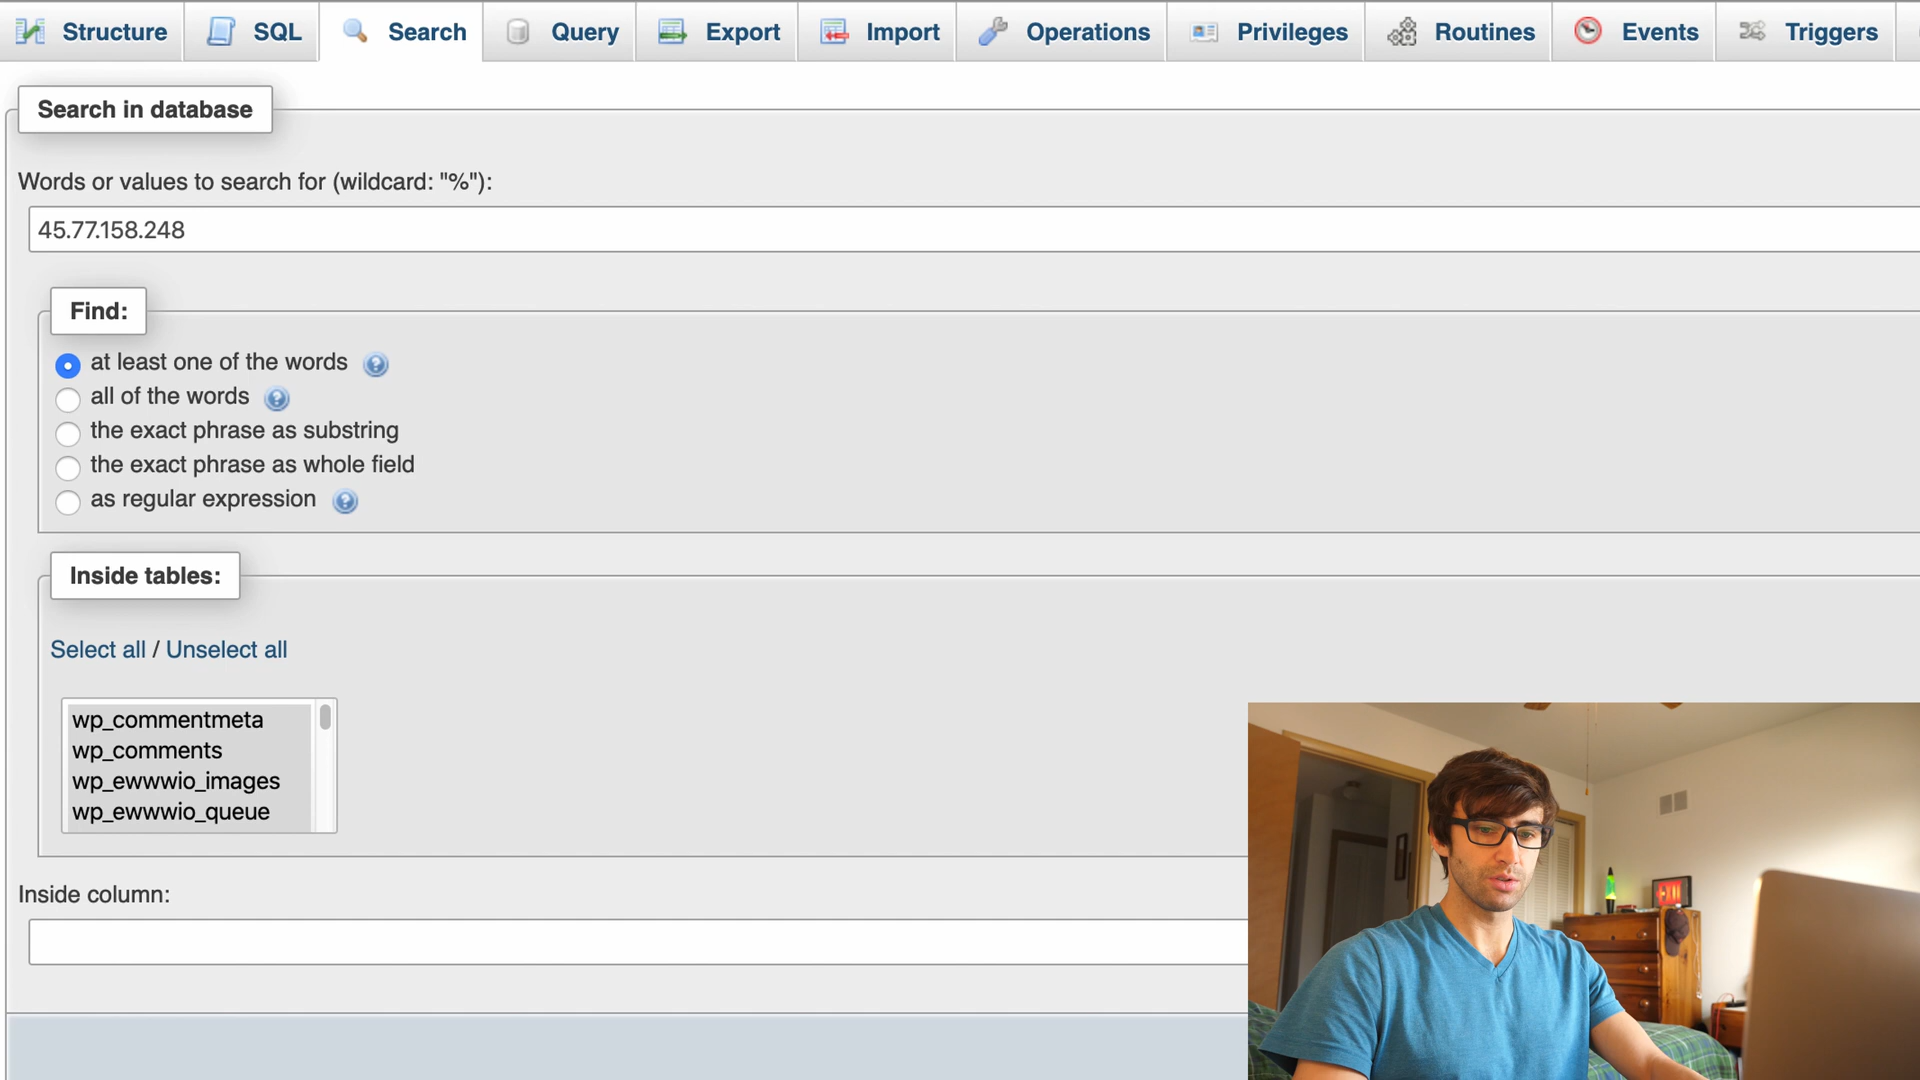 Structure SQL Search Query Export Import Operations Privileges Routines Events Triggers
Search in database
Words or values to search for (wildcard: "%"):
45.77.158.248
Find:
at least one of the words
all of the words
the exact phrase as substring
the exact phrase as whole field
as regular expression
Inside tables:
Select all / Unselect all
wp_commentmeta
wp_comments
wp_ewwwio_images
wp_ewwwio_queue
Inside column: